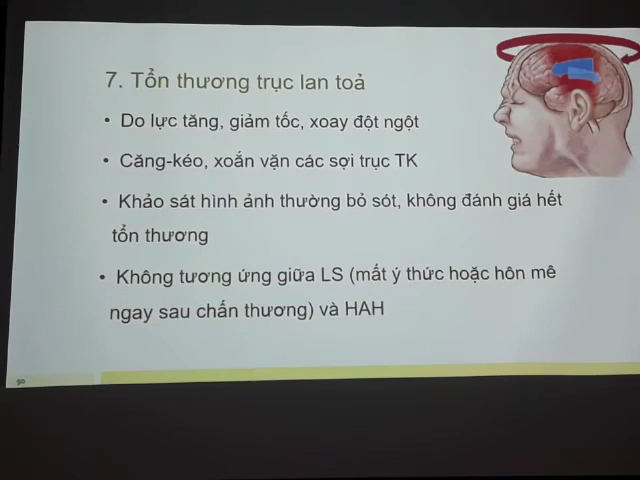 7. Tổn thương trục lan toả
• Do lực tăng, giảm tốc, xoay đột ngột
• Căng-kéo, xoắn vặn các sợi trục TK
• Khảo sát hình ảnh thường bỏ sót, không đánh giá hết
tổn thương
• Không tương ứng giữa LS (mất ý thức hoặc hôn mê
ngay sau chấn thương) và HAH
90